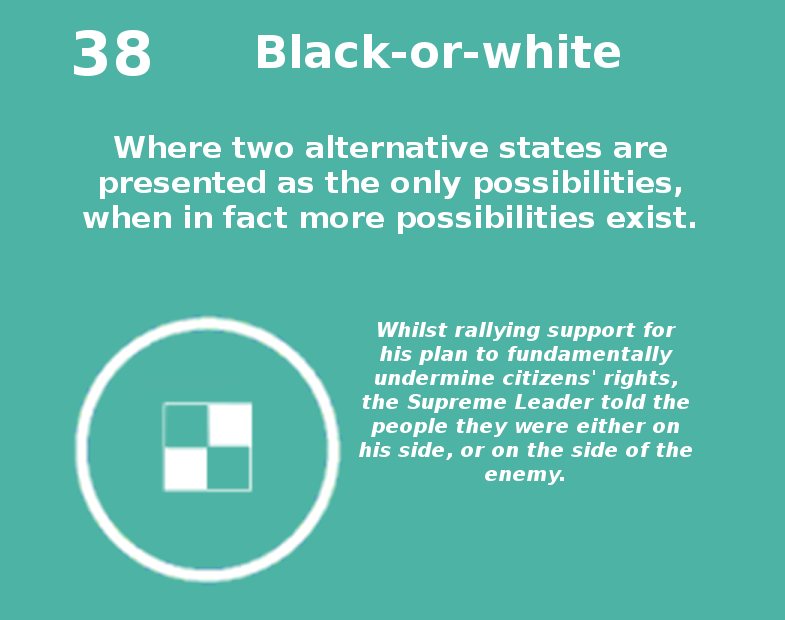 38 Black-or-white
Where two alternative states are
presented as the only possibilities,
when in fact more possibilities exist.
Whilst rallying support for
his plan to fundamentally
undermine citizens' rights,
the Supreme Leader told the
people they were either on
his side, or on the side of the
enemy.